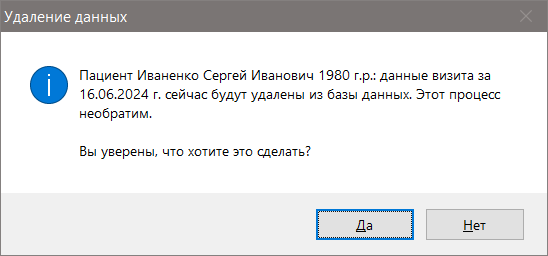 Удаление данных
Пациент Иваненко Сергей Иванович 1980 г.р.: данные визита за
16.06.2024 г. сейчас будут удалены из базы данных. Этот процесс
необратим.
Вы уверены, что хотите это сделать?
Да
Нет